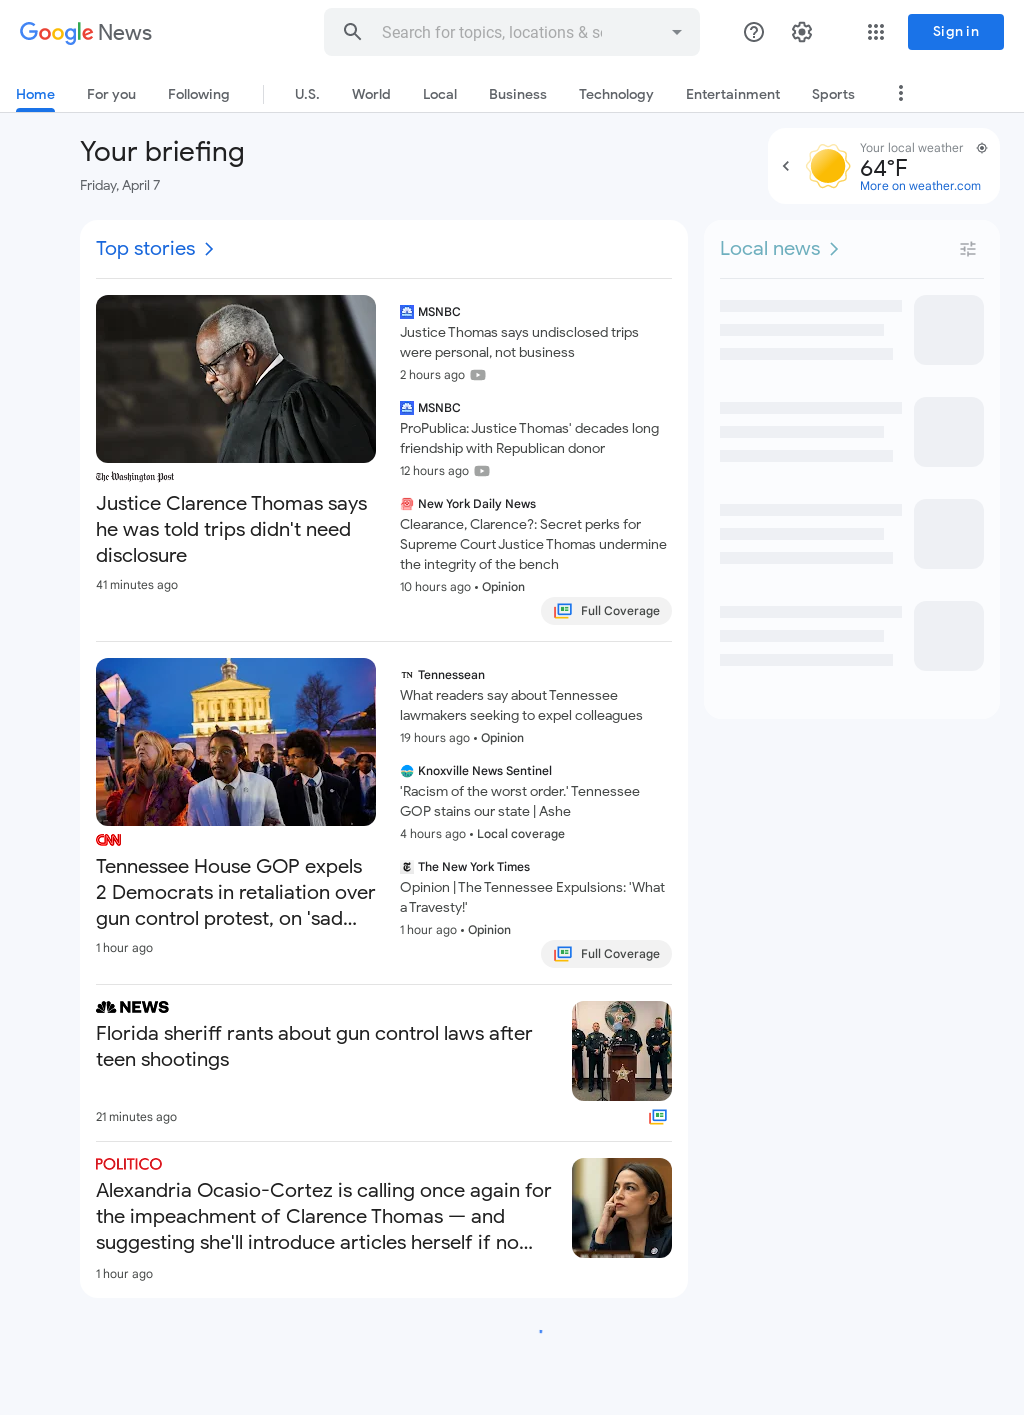 Google News
Search for topics, locations & so
Sign in
Home
For you
Following
U.S.
World
Local
Business
Technology
Entertainment
Sports
Your briefing
Friday, April 7
Your local weather
64°F
More on weather.com
Top stories
The Washington Post
Justice Clarence Thomas says
he was told trips didn't need
disclosure
41 minutes ago
MSNBC
Justice Thomas says undisclosed trips
were personal, not business
2 hours ago
MSNBC
ProPublica: Justice Thomas' decades long
friendship with Republican donor
12 hours ago
New York Daily News
Clearance, Clarence?: Secret perks for
Supreme Court Justice Thomas undermine
the integrity of the bench
10 hours ago • Opinion
Full Coverage
CNN
Tennessee House GOP expels
2 Democrats in retaliation over
gun control protest, on 'sad...
1 hour ago
TN Tennessean
What readers say about Tennessee
lawmakers seeking to expel colleagues
19 hours ago • Opinion
Knoxville News Sentinel
'Racism of the worst order.' Tennessee
GOP stains our state | Ashe
4 hours ago • Local coverage
The New York Times
Opinion | The Tennessee Expulsions: 'What
a Travesty!'
1 hour ago • Opinion
Full Coverage
NEWS
Florida sheriff rants about gun control laws after
teen shootings
21 minutes ago
POLITICO
Alexandria Ocasio-Cortez is calling once again for
the impeachment of Clarence Thomas — and
suggesting she'll introduce articles herself if no...
1 hour ago
Local news